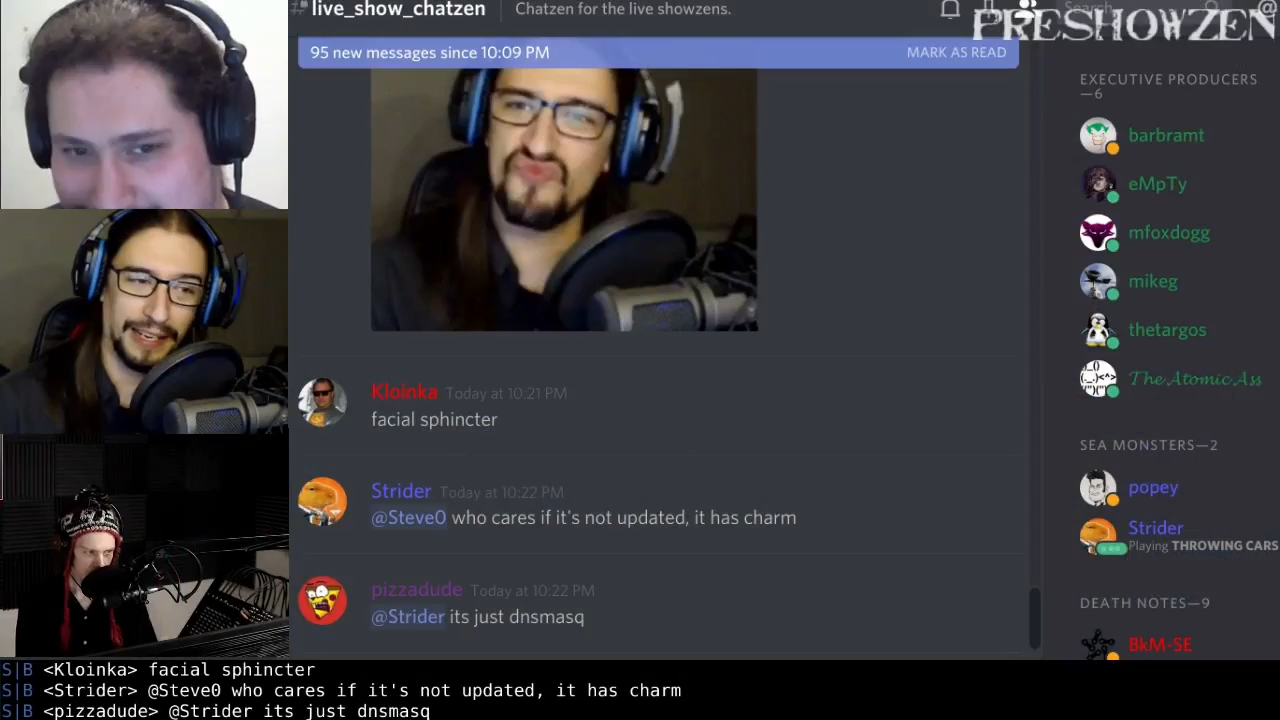 # live_show_chatzen
Chatzen for the live showzens.
Search
@
PRESHOWZEN
95 new messages since 10:09 PM
MARK AS READ
Kloinka Today at 10:21 PM
facial sphincter
Strider Today at 10:22 PM
@Steve0 who cares if it's not updated, it has charm
pizzadude Today at 10:22 PM
@Strider its just dnsmasq
EXECUTIVE PRODUCERS
—6
barbramt
eMpTy
mfoxdogg
mikeg
thetargos
The Atomic Ass
SEA MONSTERS—2
popey
Strider
Playing THROWING CARS
DEATH NOTES—9
BkM-SE
S|B <Kloinka> facial sphincter
S|B <Strider> @Steve0 who cares if it's not updated, it has charm
S|B <pizzadude> @Strider its just dnsmasq